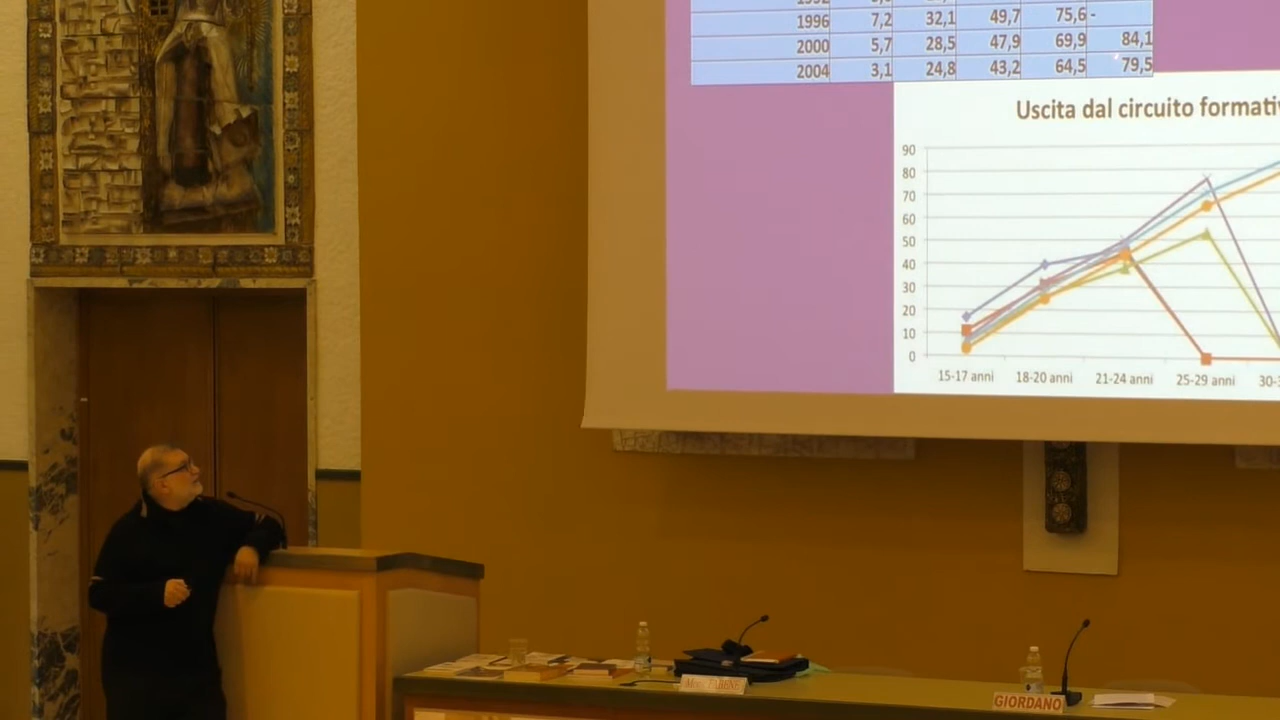 1996 7,2 32,1 49,7 75,6 -
2000 5,7 28,5 47,9 69,9 84,1
2004 3,1 24,8 43,2 64,5 79,5
Uscita dal circuito formati
90
80
70
60
50
40
30
20
10
0
15-17 anni 18-20 anni 21-24 anni 25-29 anni 30-
GIORDANO